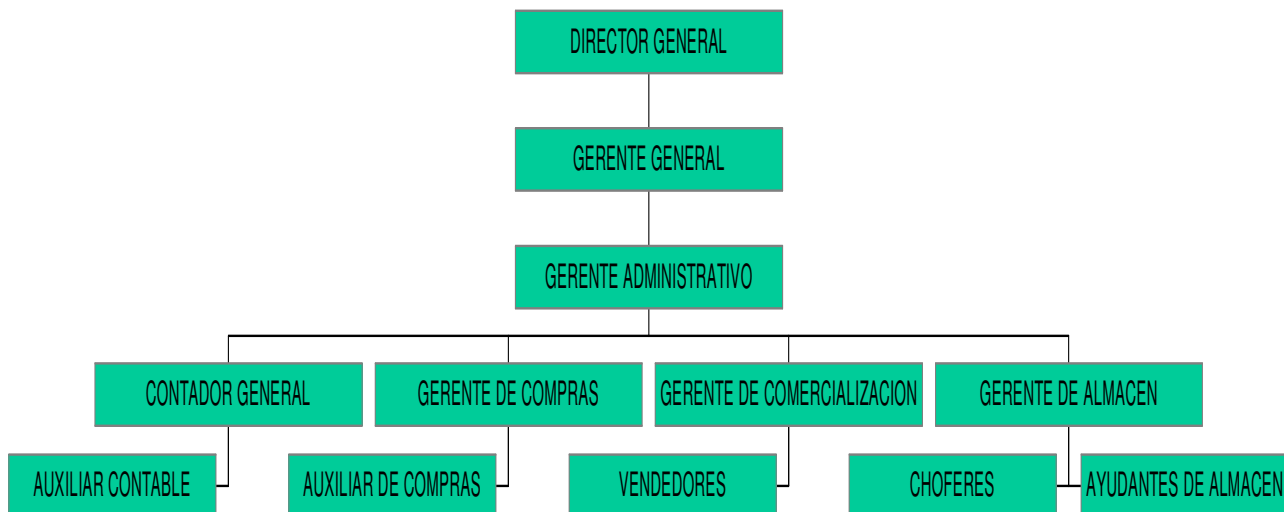 DIRECTOR GENERAL
GERENTE GENERAL
GERENTE ADMINISTRATIVO
CONTADOR GENERAL
GERENTE DE COMPRAS
GERENTE DE COMERCIALIZACION
GERENTE DE ALMACEN
AUXILIAR CONTABLE
AUXILIAR DE COMPRAS
VENDEDORES
CHOFERES
AYUDANTES DE ALMACEN